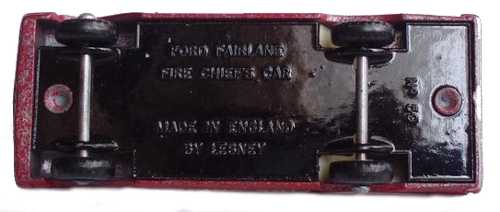 FORD FAIRLANE
FIRE CHIEF'S CAR
MADE IN ENGLAND
BY LESNEY